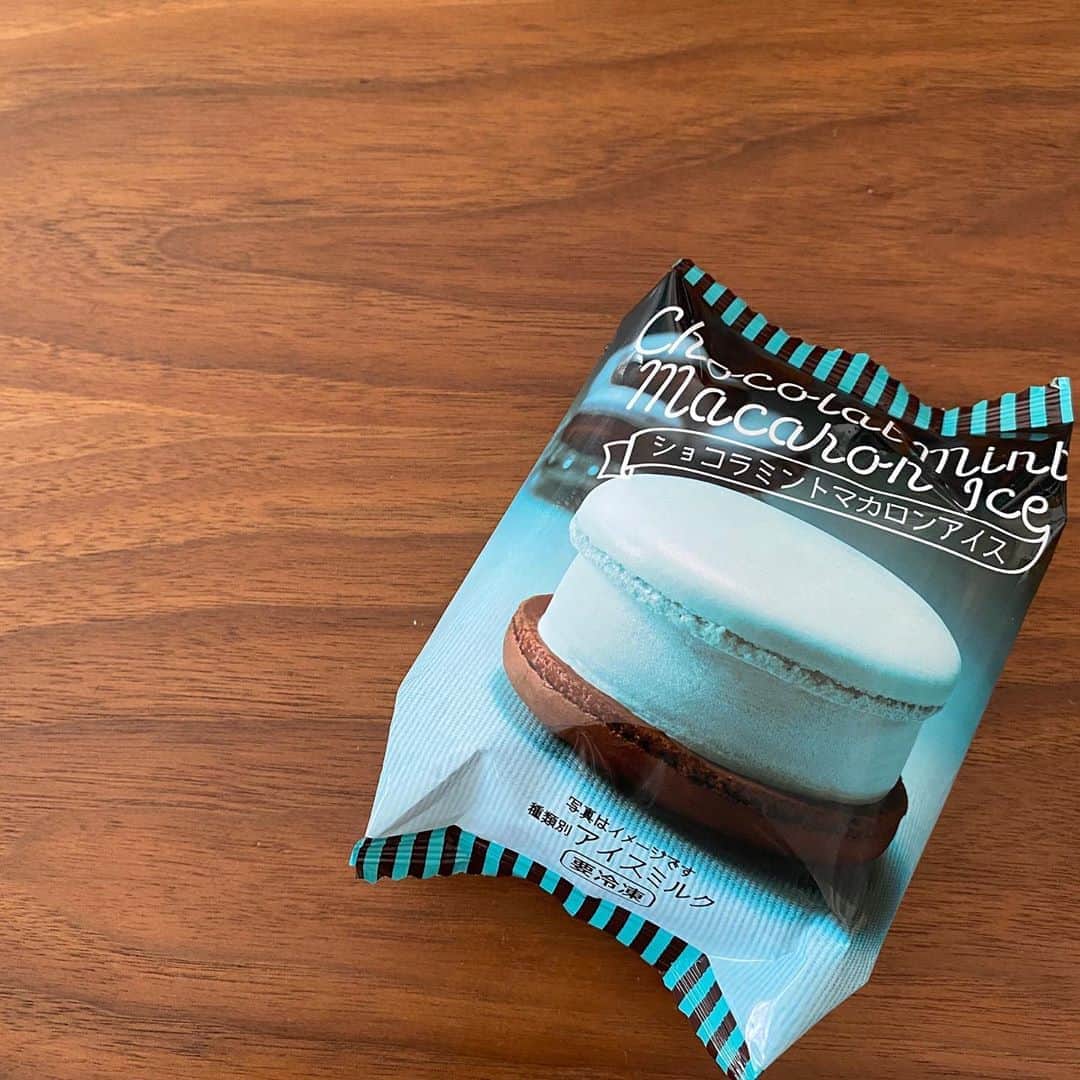 Chocolat mint
Macaron Ice
ショコラミントマカロンアイス
写真はイメージです
種類別 アイスミルク
要冷凍